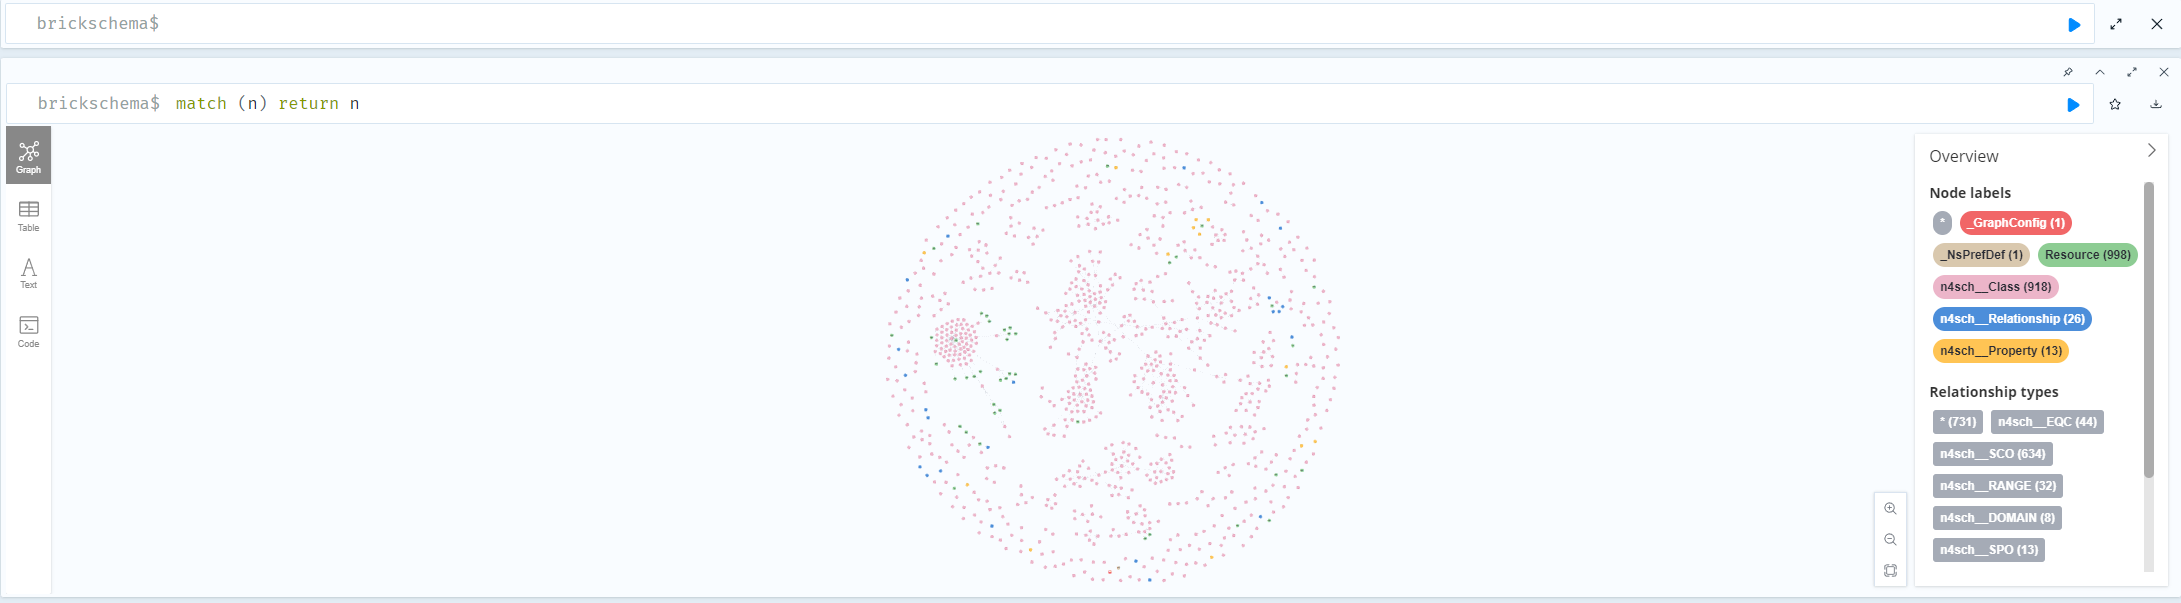 brickschema$
brickschema$ match (n) return n
Graph
Table
Text
Code
Overview
Node labels
* _GraphConfig (1)
_NsPrefDef (1) Resource (998)
n4sch__Class (918)
n4sch__Relationship (26)
n4sch__Property (13)
Relationship types
* (731) n4sch__EQC (44)
n4sch__SCO (634)
n4sch__RANGE (32)
n4sch__DOMAIN (8)
n4sch__SPO (13)